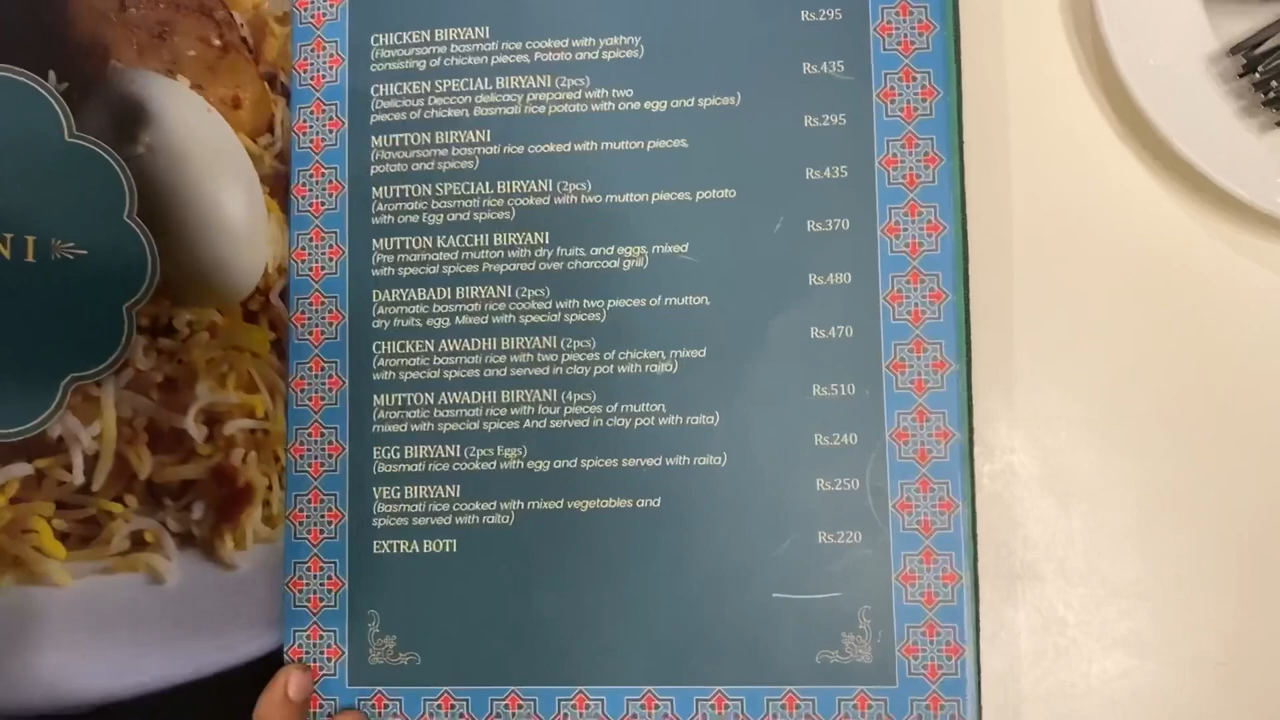 NI
Rs.295
CHICKEN BIRYANI
(Flavoursome basmati rice cooked with yakhny
consisting of chicken pieces, Potato and spices)
Rs.435
CHICKEN SPECIAL BIRYANI (2pcs)
(Delicious Deccon delicacy prepared with two
pieces of chicken, Basmati rice potato with one egg and spices)
Rs.295
MUTTON BIRYANI
(Flavoursome basmati rice cooked with mutton pieces,
potato and spices)
Rs.435
MUTTON SPECIAL BIRYANI (2pcs)
(Aromatic basmati rice cooked with two mutton pieces, potato
with one Egg and spices)
Rs.370
MUTTON KACCHI BIRYANI
(Pre marinated mutton with dry fruits, and eggs, mixed
with special spices Prepared over charcoal grill)
Rs.480
DARYABADI BIRYANI (2pcs)
(Aromatic basmati rice cooked with two pieces of mutton,
dry fruits, egg, Mixed with special spices)
Rs.470
CHICKEN AWADHI BIRYANI (2pcs)
(Aromatic basmati rice with two pieces of chicken, mixed
with special spices and served in clay pot with raita)
Rs.510
MUTTON AWADHI BIRYANI (4pcs)
(Aromatic basmati rice with four pieces of mutton,
mixed with special spices And served in clay pot with raita)
Rs.240
EGG BIRYANI (2pcs Eggs)
(Basmati rice cooked with egg and spices served with raita)
Rs.250
VEG BIRYANI
(Basmati rice cooked with mixed vegetables and
spices served with raita)
Rs.220
EXTRA BOTI